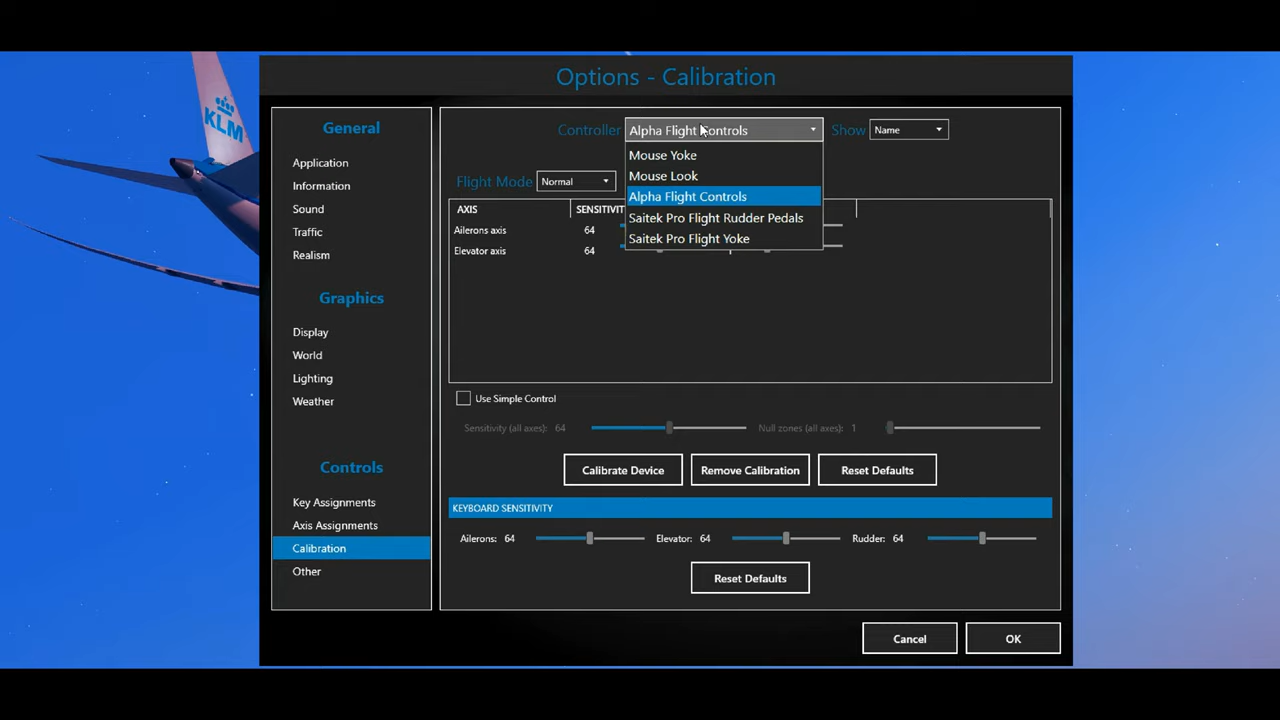 KLM
Options - Calibration
General
Application
Information
Sound
Traffic
Realism
Graphics
Display
World
Lighting
Weather
Controls
Key Assignments
Axis Assignments
Calibration
Other
Controller Alpha Flight Controls Show Name
Mouse Yoke
Mouse Look
Alpha Flight Controls
Saitek Pro Flight Rudder Pedals
Saitek Pro Flight Yoke
Flight Mode Normal
AXIS SENSITIVIT
Ailerons axis 64
Elevator axis 64
Use Simple Control
Sensitivity (all axes): 64 Null zones (all axes): 1
Calibrate Device Remove Calibration Reset Defaults
KEYBOARD SENSITIVITY
Ailerons: 64 Elevator: 64 Rudder: 64
Reset Defaults
Cancel OK